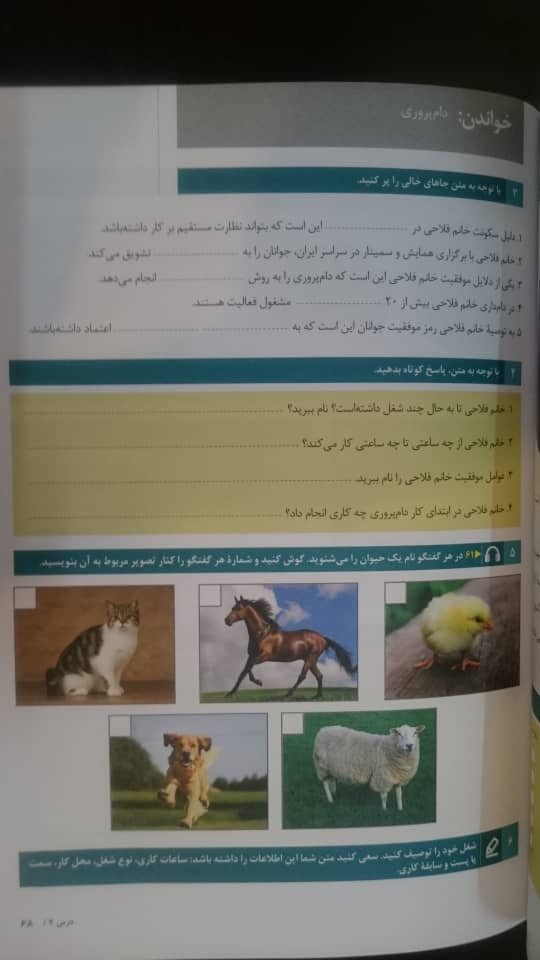 خواندن: دام‌پروری
۳ با توجه به متن جاهای خالی را پر کنید.
۱. دلیل سکونت خانم فلاحی در .................... این است که بتواند نظارت مستقیم بر کار داشته‌باشد.
۲. خانم فلاحی با برگزاری همایش و سمینار در سراسر ایران، جوانان را به .................... تشویق می‌کند.
۳. یکی از دلایل موفقیت خانم فلاحی این است که دام‌پروری را به روش .................... انجام می‌دهد.
۴. در دام‌داری خانم فلاحی بیش از ۲۰ .................... مشغول فعالیت هستند.
۵. به توصیهٔ خانم فلاحی رمز موفقیت جوانان این است که به .................... .................... اعتماد داشته‌باشند.
۴ با توجه به متن، پاسخ کوتاه بدهید.
۱. خانم فلاحی تا به حال چند شغل داشته‌است؟ نام ببرید؟ ....................
۲. خانم فلاحی از چه ساعتی تا چه ساعتی کار می‌کند؟ ....................
۳. عوامل موفقیت خانم فلاحی را نام ببرید. ....................
۴. خانم فلاحی در ابتدای کار دام‌پروری چه کاری انجام داد؟ ....................
۵ ۶۱ در هر گفتگو نام یک حیوان را می‌شنوید. گوش کنید و شمارهٔ هر گفتگو را کنار تصویر مربوط به آن بنویسید.
۶ شغل خود را توصیف کنید. سعی کنید متن شما این اطلاعات را داشته باشد: ساعات کاری، نوع شغل، محل کار، سمت
یا پست و سابقهٔ کاری.
درس ۴ / ۶۸